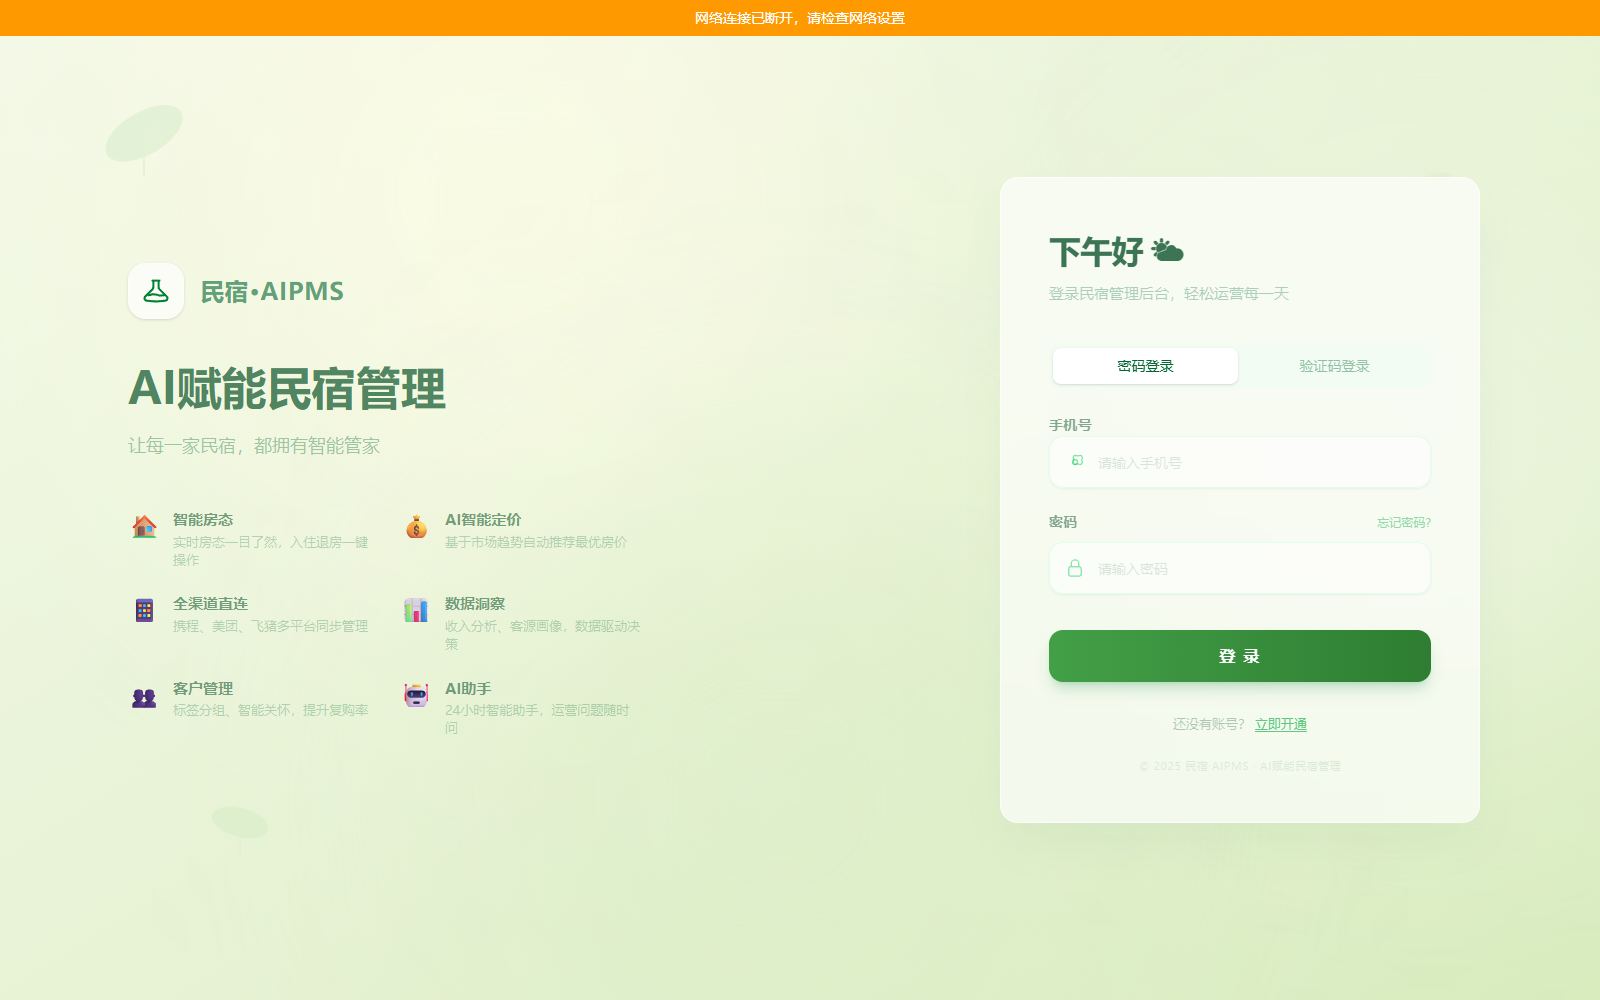 网络连接已断开，请检查网络设置
民宿·AIPMS
AI赋能民宿管理
让每一家民宿，都拥有智能管家
智能房态
实时房态一目了然，入住退房一键
操作
AI智能定价
基于市场趋势自动推荐最优房价
全渠道直连
携程、美团、飞猪多平台同步管理
数据洞察
收入分析、客源画像，数据驱动决
策
客户管理
标签分组、智能关怀，提升复购率
AI助手
24小时智能助手，运营问题随时
问
下午好
登录民宿管理后台，轻松运营每一天
密码登录
验证码登录
手机号
请输入手机号
密码
忘记密码?
请输入密码
登 录
还没有账号？ 立即开通
© 2025 民宿·AIPMS · AI赋能民宿管理